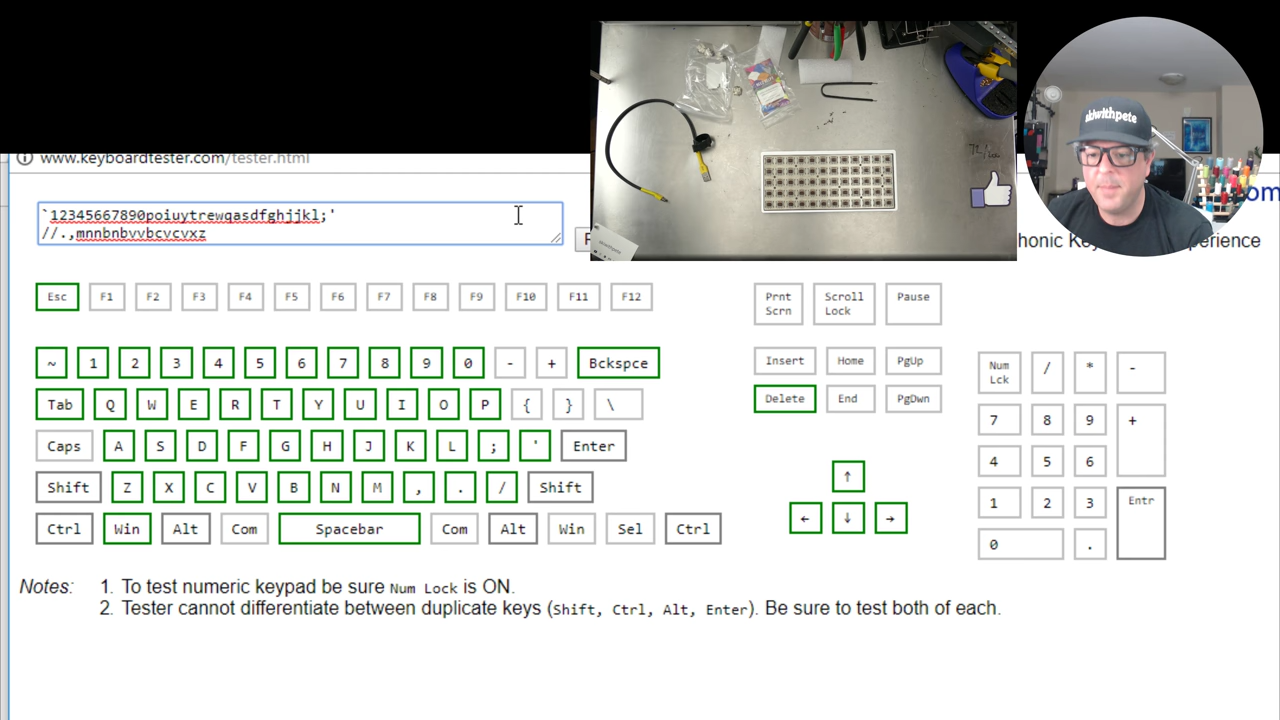 www.keyboardtester.com/tester.html
`12345667890poiuytrewqasdfghjjkl;'
//.,mnnbnbvvbcvcvxz
Esc F1 F2 F3 F4 F5 F6 F7 F8 F9 F10 F11 F12
Prnt Scrn
Scroll Lock
Pause
~ 1 2 3 4 5 6 7 8 9 0 - + Bckspce
Insert Home PgUp
Num Lck
/ * -
Tab Q W E R T Y U I O P { } \
Delete End PgDwn
7 8 9 +
Caps A S D F G H J K L ; ' Enter
↑
4 5 6
Shift Z X C V B N M , . / Shift
← ↓ →
1 2 3 Entr
Ctrl Win Alt Com Spacebar Com Alt Win Sel Ctrl
0 .
Notes: 1. To test numeric keypad be sure Num Lock is ON.
2. Tester cannot differentiate between duplicate keys (Shift, Ctrl, Alt, Enter). Be sure to test both of each.